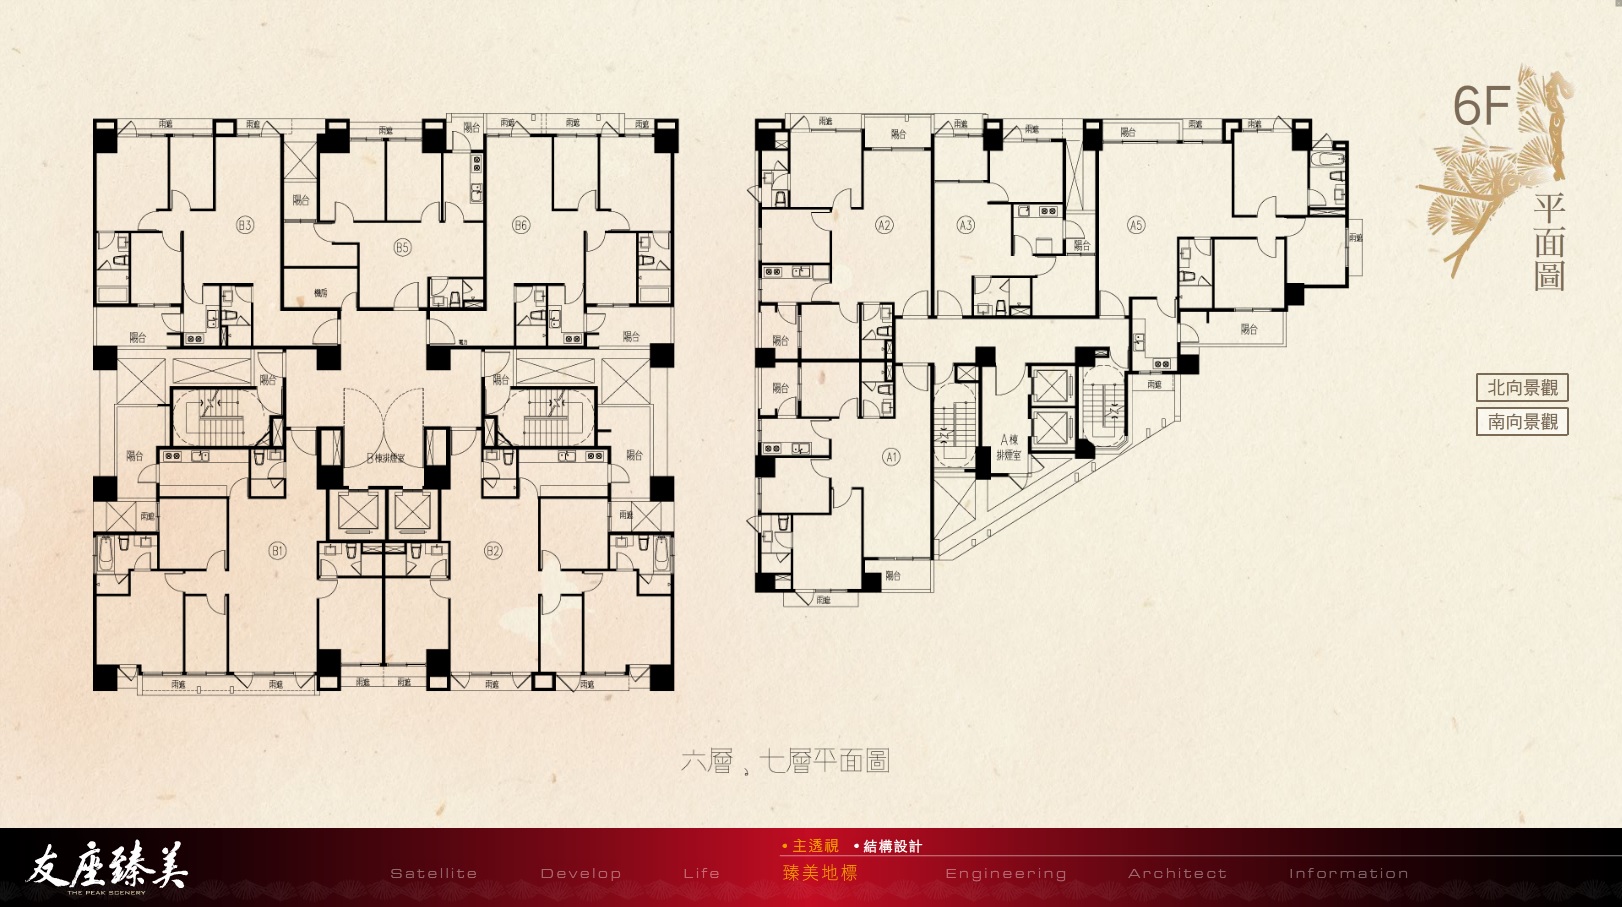 6F
平面圖
北向景觀
南向景觀
雨遮
雨遮
雨遮
陽台
雨遮
雨遮
雨遮
陽台
B3
B5
B6
機房
陽台
陽台
電方
陽台
陽台
陽台
B棟排煙室
陽台
雨遮
雨遮
B1
B2
雨遮
雨遮
雨遮
雨遮
雨遮
雨遮
雨遮
陽台
雨遮
雨遮
陽台
雨遮
雨遮
A2
A3
A5
陽台
雨遮
陽台
陽台
陽台
雨遮
A棟
排煙室
A1
陽台
雨遮
六層、七層平面圖
友座臻美
THE PEAK SCENERY
•主透視 •結構設計
Satellite Develop Life 臻美地標 Engineering Architect Information